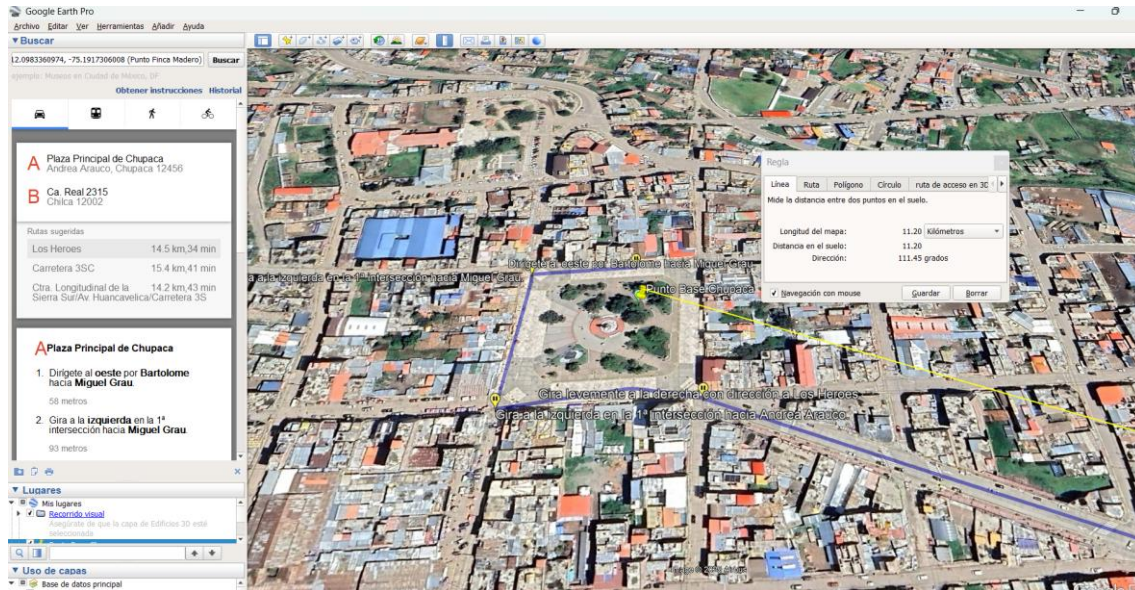 Google Earth Pro
Archivo Editar Ver Herramientas Añadir Ayuda
Buscar
12.0983360974, -75.1917306008 (Punto Finca Madero) Buscar
ejemplo: Museos en Ciudad de México, DF
Obtener instrucciones Historial
A Plaza Principal de Chupaca
Andrea Arauco, Chupaca 12456
B Ca. Real 2315
Chilca 12002
Rutas sugeridas
Los Heroes 14.5 km,34 min
Carretera 3SC 15.4 km,41 min
Ctra. Longitudinal de la 14.2 km,43 min
Sierra Sur/Av. Huancavelica/Carretera 3S
A Plaza Principal de Chupaca
1. Dirígete al oeste por Bartolome
hacia Miguel Grau.
58 metros
2. Gira a la izquierda en la 1ª
intersección hacia Miguel Grau.
93 metros
Lugares
Mis lugares
Recorrido visual
Asegúrate de que la capa de Edificios 3D esté
seleccionada
Uso de capas
Base de datos principal
Regla
Línea Ruta Polígono Círculo ruta de acceso en 3D
Mide la distancia entre dos puntos en el suelo.
Longitud del mapa: 11.20 Kilómetros
Distancia en el suelo: 11.20
Dirección: 111.45 grados
Navegación con mouse Guardar Borrar
Dirígete al oeste por Bartolome hacia Miguel Grau
a a la izquierda en la 1ª intersección hacia Miguel Grau
Punto Base Chupaca
Gira levemente a la derecha con dirección a Los Heroes
Gira a la izquierda en la 1ª intersección hacia Andrea Arauco